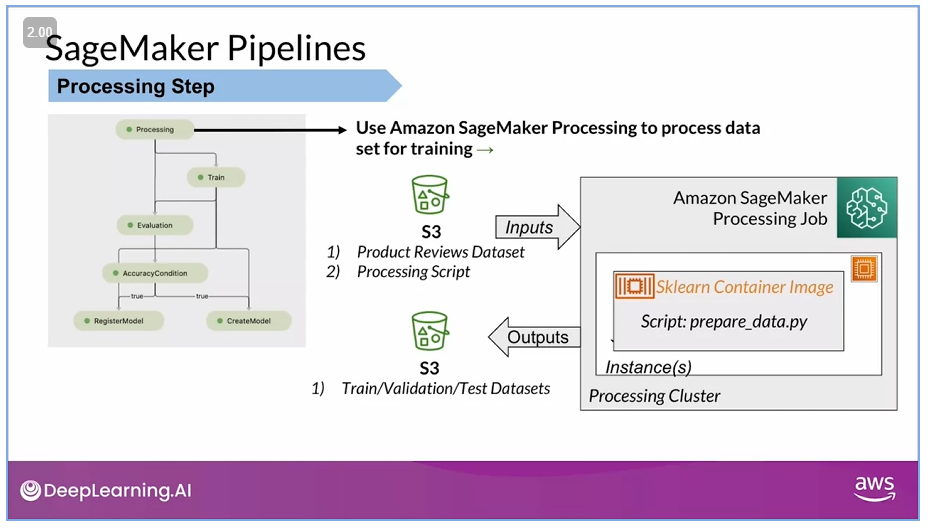 2.00
SageMaker Pipelines
Processing Step
Processing
Train
Evaluation
AccuracyCondition
true
true
RegisterModel
CreateModel
Use Amazon SageMaker Processing to process data
set for training →
S3
1) Product Reviews Dataset
2) Processing Script
Inputs
Amazon SageMaker
Processing Job
Sklearn Container Image
Script: prepare_data.py
Instance(s)
Processing Cluster
Outputs
S3
1) Train/Validation/Test Datasets
DeepLearning.AI
aws